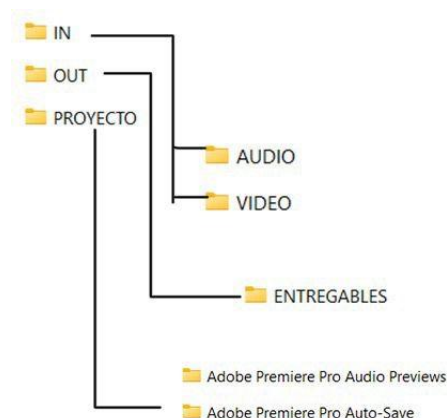 IN
OUT
PROYECTO
AUDIO
VIDEO
ENTREGABLES
Adobe Premiere Pro Audio Previews
Adobe Premiere Pro Auto-Save